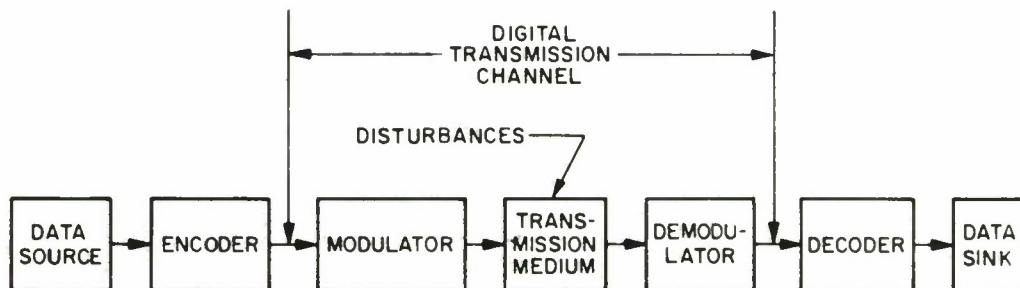 DIGITAL
TRANSMISSION
CHANNEL
DISTURBANCES
DATA
SOURCE
ENCODER
MODULATOR
TRANS-
MISSION
MEDIUM
DEMODU-
LATOR
DECODER
DATA
SINK